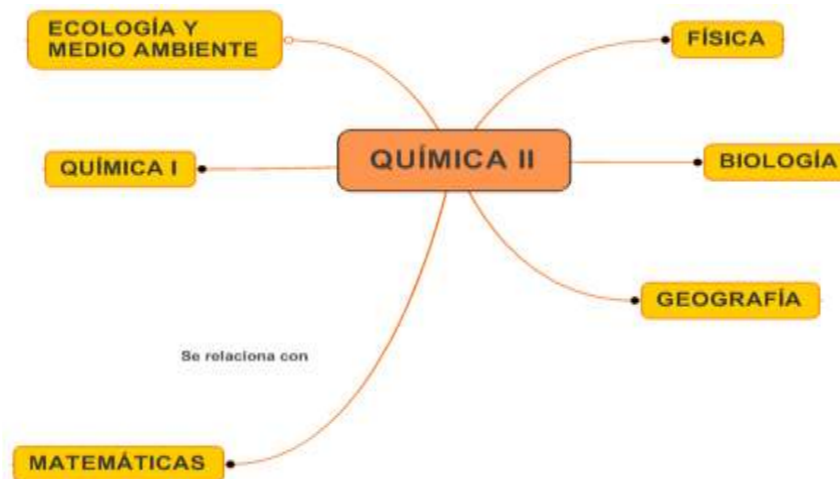 ECOLOGÍA Y
MEDIO AMBIENTE
FÍSICA
QUÍMICA II
QUÍMICA I
BIOLOGÍA
GEOGRAFÍA
Se relaciona con
MATEMÁTICAS